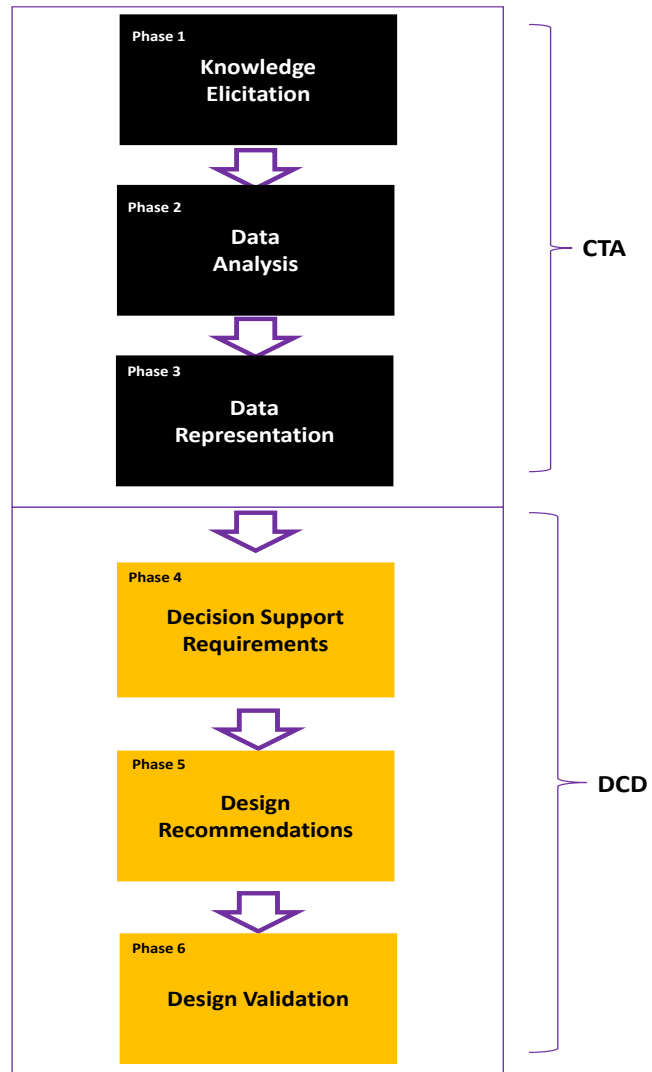 Phase 1
Knowledge
Elicitation
Phase 2
Data
Analysis
CTA
Phase 3
Data
Representation
Phase 4
Decision Support
Requirements
Phase 5
Design
Recommendations
DCD
Phase 6
Design Validation